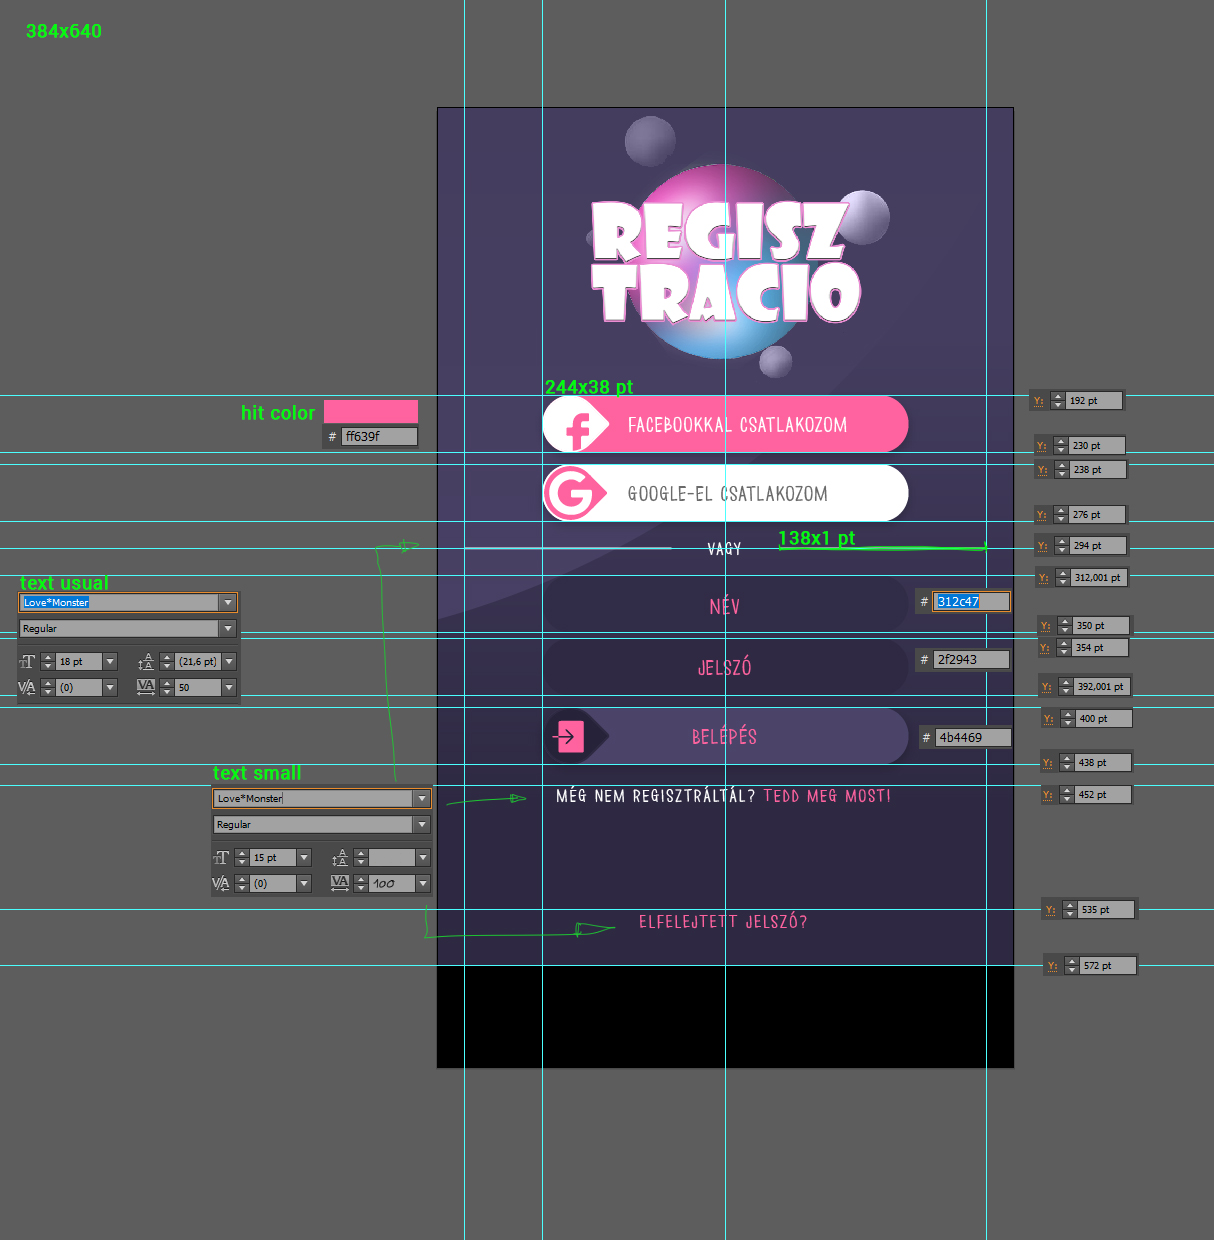 384x640
REGISZ
TRACIO
244x38 pt
hit color
# ff639f
FACEBOOKKAL CSATLAKOZOM
Y: 192 pt
Y: 230 pt
Y: 238 pt
G GOOGLE-EL CSATLAKOZOM
Y: 276 pt
138x1 pt
VAGY
Y: 294 pt
text usual
Love*Monster
Regular
18 pt (21,6 pt)
(0) 50
Y: 312,001 pt
NÉV
# 312c47
Y: 350 pt
Y: 354 pt
JELSZÓ
# 2f2943
Y: 392,001 pt
Y: 400 pt
BELÉPÉS
# 4b4469
Y: 438 pt
text small
Love*Monster
Regular
15 pt
(0) 100
MÉG NEM REGISZTRÁLTÁL? TEDD MEG MOST!
Y: 452 pt
Y: 535 pt
ELFELEJTETT JELSZÓ?
Y: 572 pt